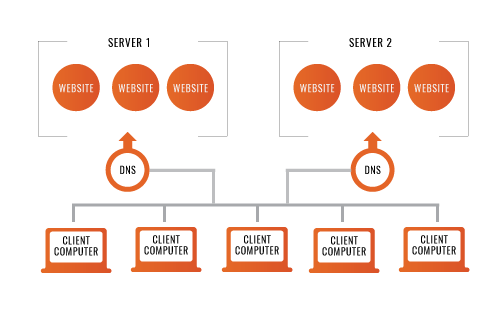 SERVER 1
SERVER 2
WEBSITE
WEBSITE
WEBSITE
WEBSITE
WEBSITE
WEBSITE
DNS
DNS
CLIENT
COMPUTER
CLIENT
COMPUTER
CLIENT
COMPUTER
CLIENT
COMPUTER
CLIENT
COMPUTER